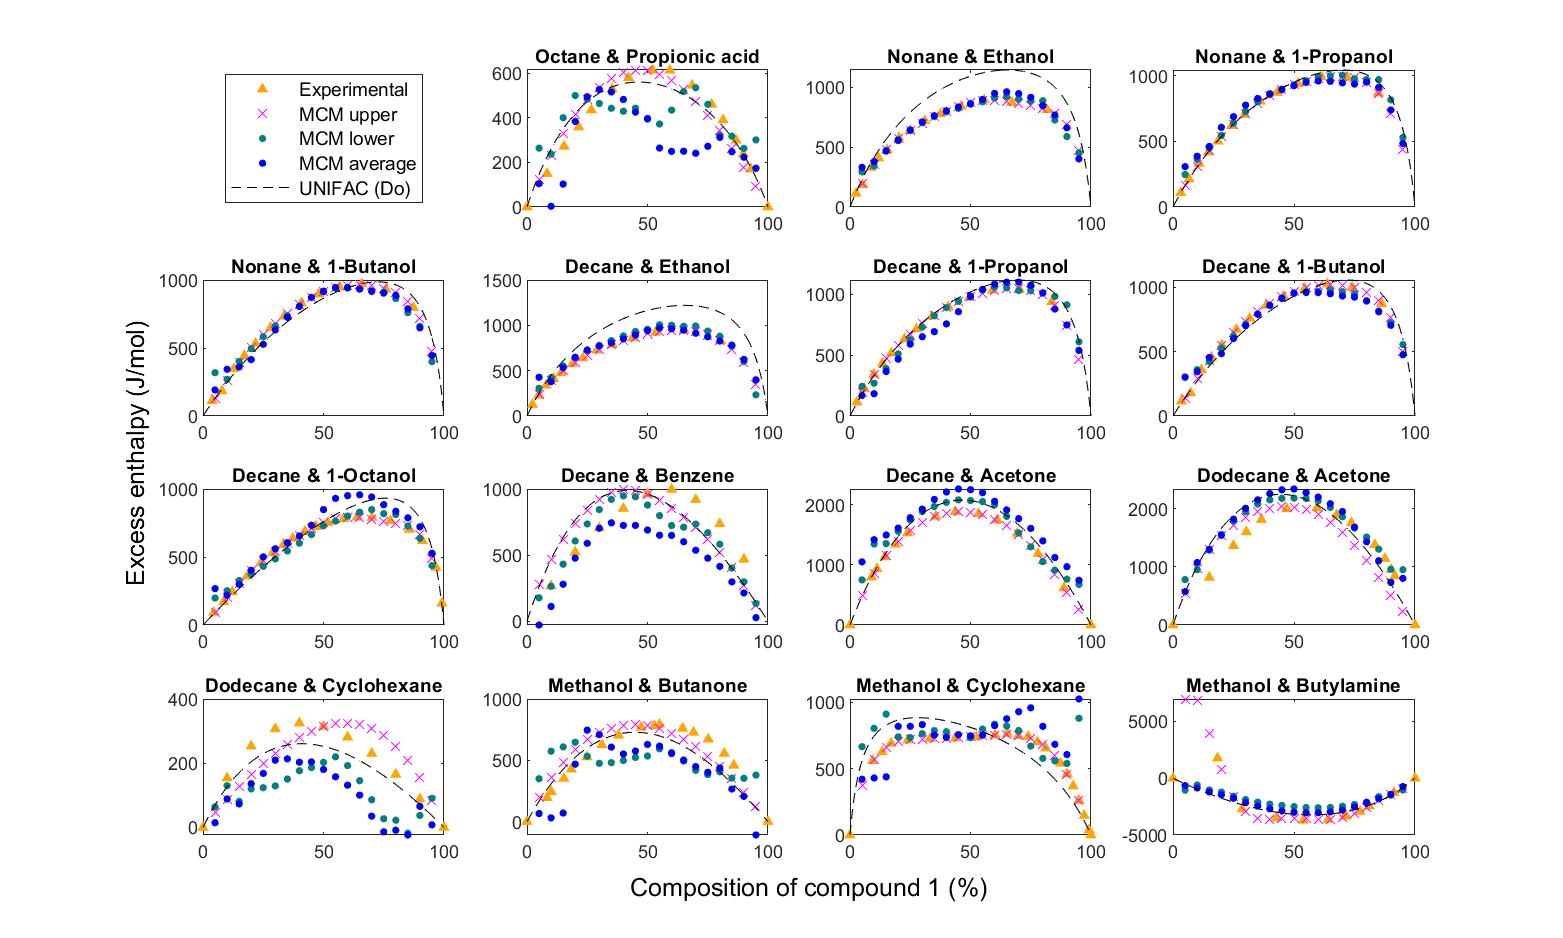 Octane & Propionic acid
Nonane & Ethanol
Nonane & 1-Propanol
Experimental
MCM upper
MCM lower
MCM average
UNIFAC (Do)
600
400
200
0
0 50 100
1000
500
0
0 50 100
1000
500
0
0 50 100
Nonane & 1-Butanol
Decane & Ethanol
Decane & 1-Propanol
Decane & 1-Butanol
1000
500
0
0 50 100
1500
1000
500
0
0 50 100
1000
500
0
0 50 100
1000
500
0
0 50 100
Excess enthalpy (J/mol)
Decane & 1-Octanol
Decane & Benzene
Decane & Acetone
Dodecane & Acetone
1000
500
0
0 50 100
1000
500
0
0 50 100
2000
1000
0
0 50 100
2000
1000
0
0 50 100
Dodecane & Cyclohexane
Methanol & Butanone
Methanol & Cyclohexane
Methanol & Butylamine
400
200
0
0 50 100
1000
500
0
0 50 100
1000
500
0
0 50 100
5000
0
-5000
0 50 100
Composition of compound 1 (%)